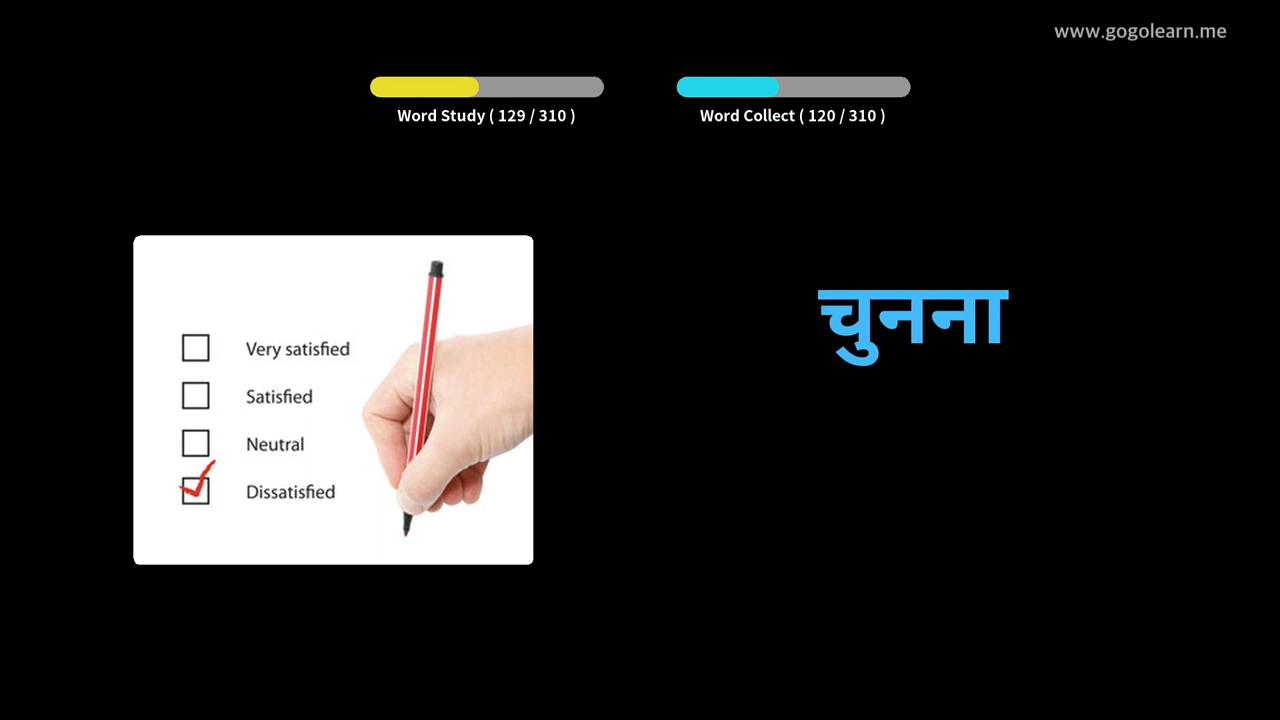 www.gogolearn.me
Word Study ( 129 / 310 )
Word Collect ( 120 / 310 )
Very satisfied
Satisfied
Neutral
Dissatisfied
चुनना